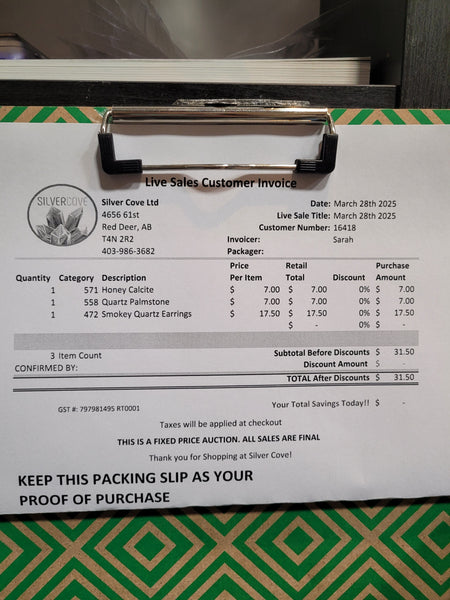 Live Sales Customer Invoice
SILVERCOVE
Silver Cove Ltd
4656 61st
Red Deer, AB
T4N 2R2
403-986-3682
Date: March 28th 2025
Live Sale Title: March 28th 2025
Customer Number: 16418
Invoicer: Sarah
Packager:
Quantity Category Description Price Per Item Retail Total Discount Purchase Amount
1 571 Honey Calcite $ 7.00 $ 7.00 0% $ 7.00
1 558 Quartz Palmstone $ 7.00 $ 7.00 0% $ 7.00
1 472 Smokey Quartz Earrings $ 17.50 $ 17.50 0% $ 17.50
$ - 0% $ -
3 Item Count Subtotal Before Discounts $ 31.50
CONFIRMED BY: Discount Amount $ -
TOTAL After Discounts $ 31.50
GST #: 797981495 RT0001 Your Total Savings Today!! $ -
Taxes will be applied at checkout
THIS IS A FIXED PRICE AUCTION. ALL SALES ARE FINAL
Thank you for Shopping at Silver Cove!
KEEP THIS PACKING SLIP AS YOUR
PROOF OF PURCHASE